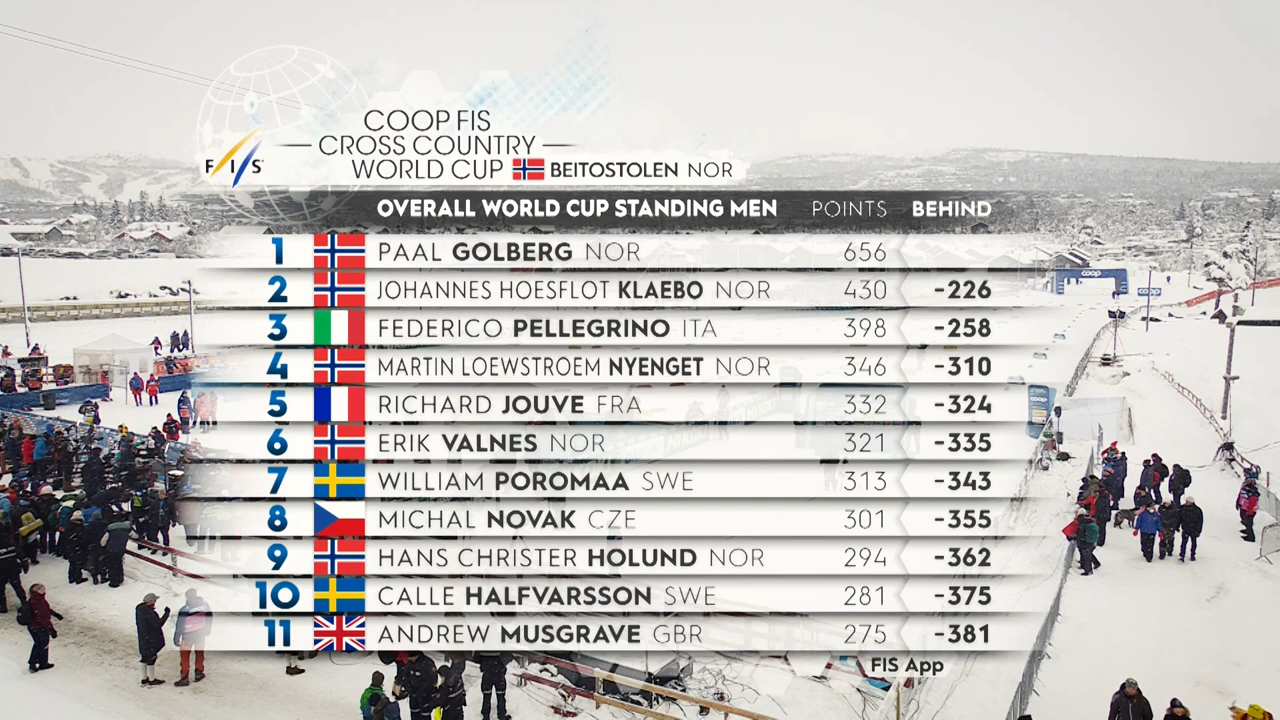 COOP FIS
CROSS COUNTRY
WORLD CUP BEITOSTOLEN NOR
F I S
OVERALL WORLD CUP STANDING MEN POINTS BEHIND
1 PAAL GOLBERG NOR 656
2 JOHANNES HOESFLOT KLAEBO NOR 430 -226
3 FEDERICO PELLEGRINO ITA 398 -258
4 MARTIN LOEWSTROEM NYENGET NOR 346 -310
5 RICHARD JOUVE FRA 332 -324
6 ERIK VALNES NOR 321 -335
7 WILLIAM POROMAA SWE 313 -343
8 MICHAL NOVAK CZE 301 -355
9 HANS CHRISTER HOLUND NOR 294 -362
10 CALLE HALFVARSSON SWE 281 -375
11 ANDREW MUSGRAVE GBR 275 -381
FIS App
coop
coop
coop